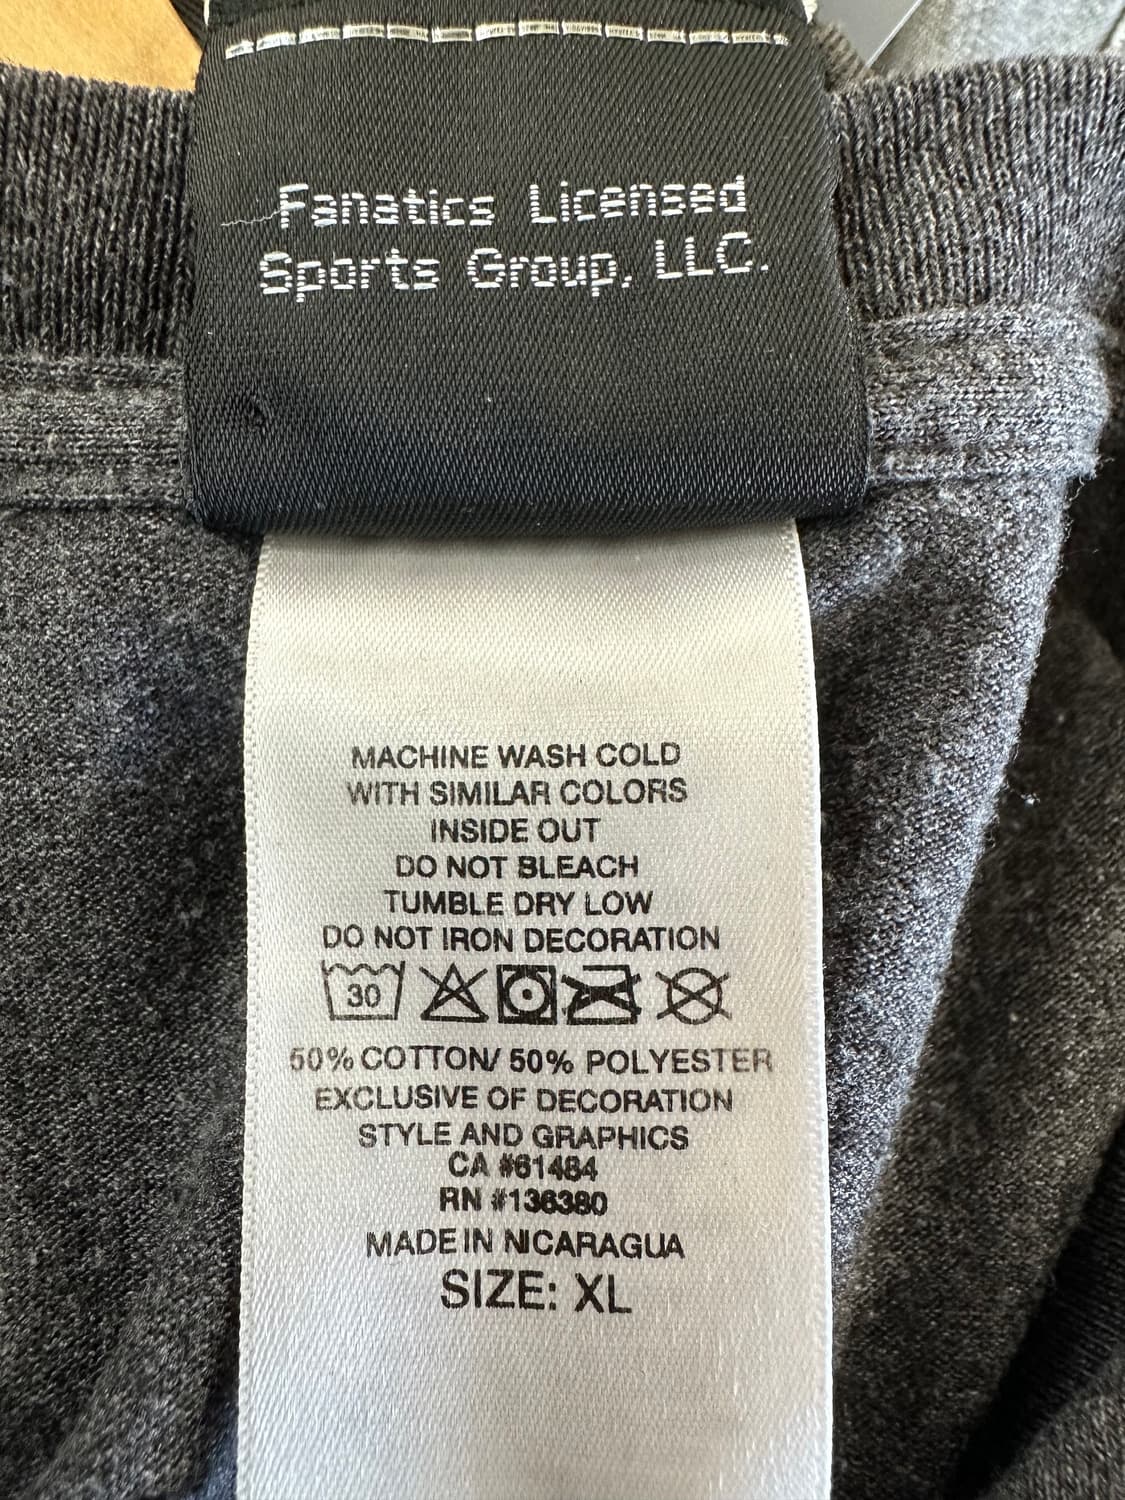 Fanatics Licensed
Sports Group, LLC.
MACHINE WASH COLD
WITH SIMILAR COLORS
INSIDE OUT
DO NOT BLEACH
TUMBLE DRY LOW
DO NOT IRON DECORATION
30
50% COTTON/ 50% POLYESTER
EXCLUSIVE OF DECORATION
STYLE AND GRAPHICS
CA #61484
RN #136380
MADE IN NICARAGUA
SIZE: XL